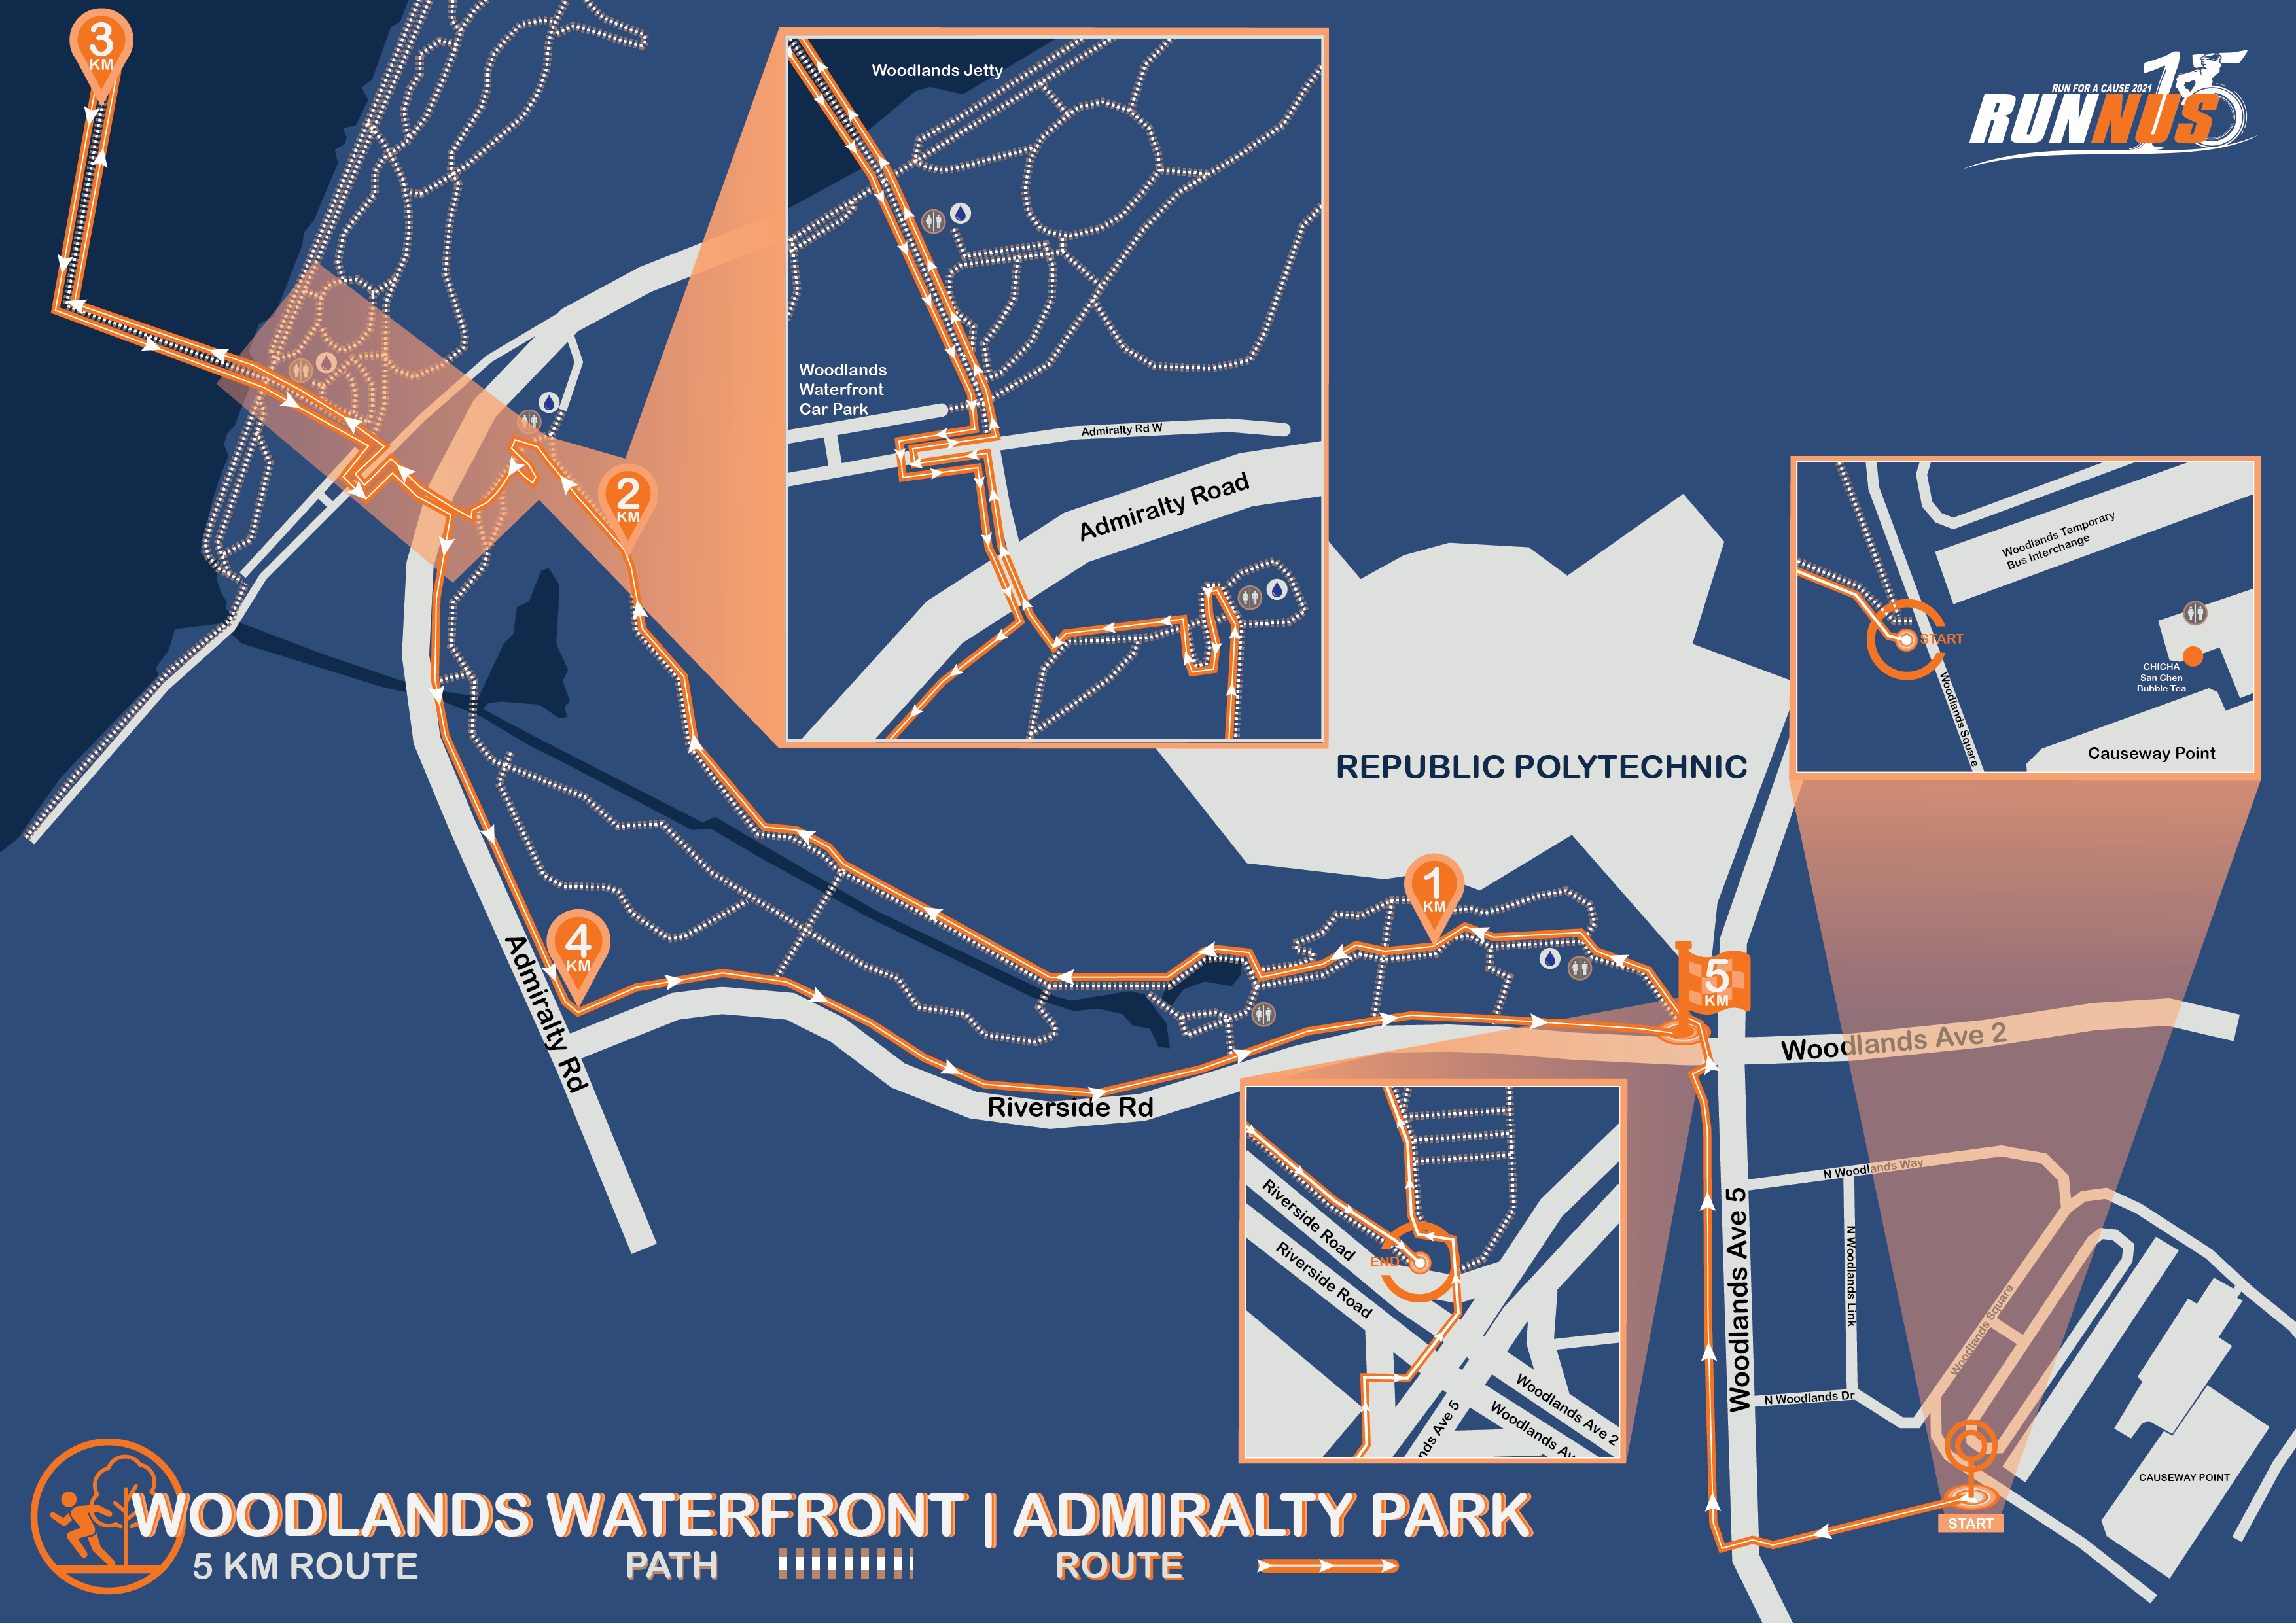 3
KM
RUN FOR A CAUSE 2021
RUNNUS
15
Woodlands Jetty
Woodlands
Waterfront
Car Park
Admiralty Rd W
Admiralty Road
2
KM
Woodlands Temporary
Bus Interchange
START
CHICHA
San Chen
Bubble Tea
Woodlands Square
Causeway Point
REPUBLIC POLYTECHNIC
1
KM
4
KM
5
KM
Admiralty Rd
Woodlands Ave 2
Riverside Rd
Riverside Road
Riverside Road
END
Woodlands Ave 2
Woodlands Av
nds Ave 5
N Woodlands Way
Woodlands Ave 5
N Woodlands Link
Woodlands Square
N Woodlands Dr
CAUSEWAY POINT
START
WOODLANDS WATERFRONT | ADMIRALTY PARK
5 KM ROUTE
PATH
ROUTE